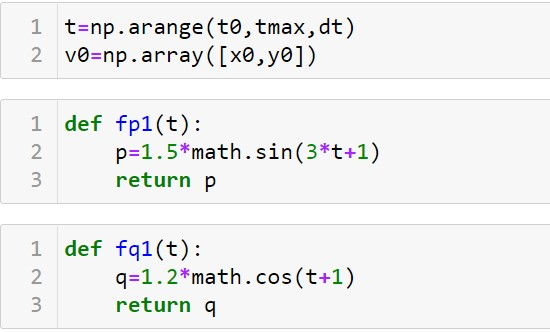 1 t=np.arange(t0,tmax,dt)
2 v0=np.array([x0,y0])
1 def fp1(t):
2     p=1.5*math.sin(3*t+1)
3     return p
1 def fq1(t):
2     q=1.2*math.cos(t+1)
3     return q